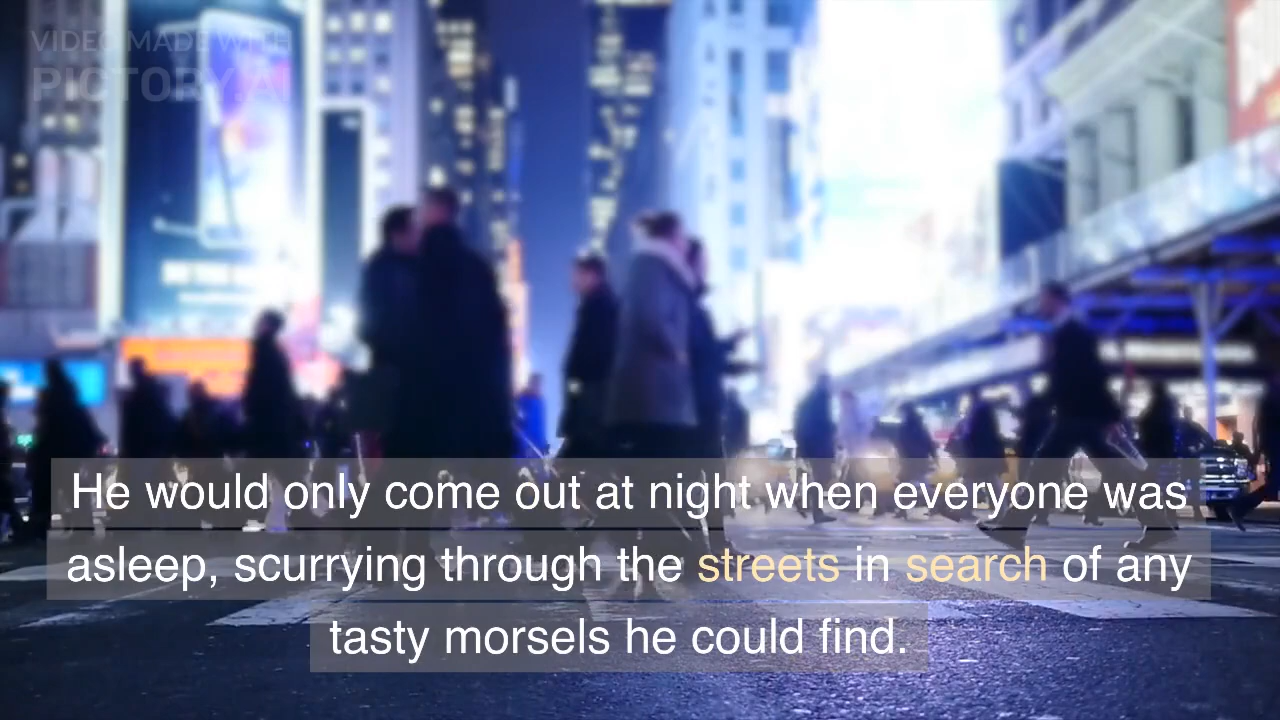 VIDEO MADE WITH
PICTORY.AI
He would only come out at night when everyone was
asleep, scurrying through the streets in search of any
tasty morsels he could find.